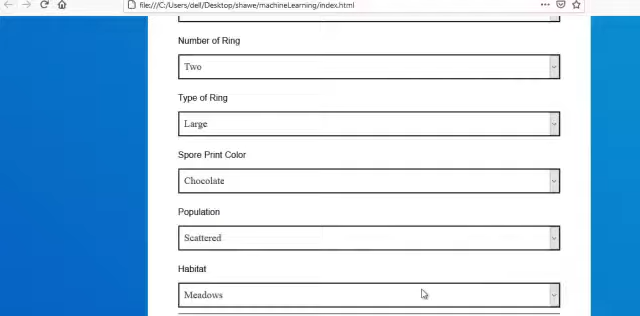 file:///C:/Users/dell/Desktop/shawe/machineLearning/index.html
Number of Ring
Two
Type of Ring
Large
Spore Print Color
Chocolate
Population
Scattered
Habitat
Meadows